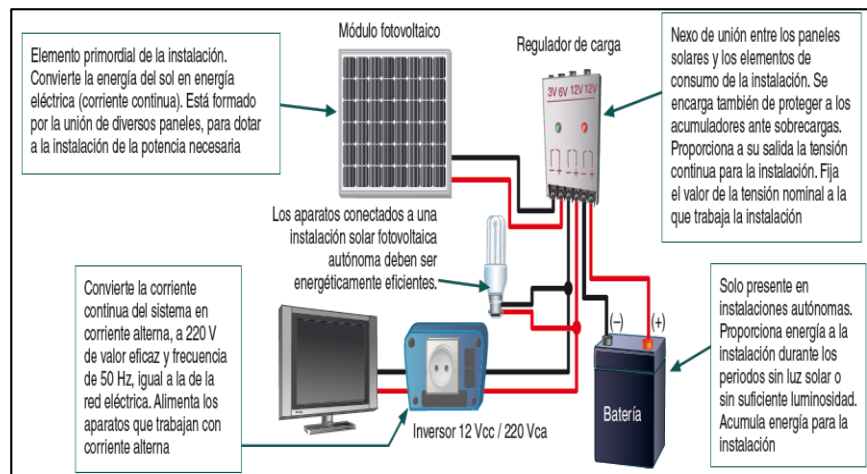 Módulo fotovoltaico
Elemento primordial de la instalación.
Convierte la energía del sol en energía
eléctrica (corriente continua). Está formado
por la unión de diversos paneles, para dotar
a la instalación de la potencia necesaria
Regulador de carga
3V 6V 12V 12V
- + - + - +
Nexo de unión entre los paneles
solares y los elementos de
consumo de la instalación. Se
encarga también de proteger a los
acumuladores ante sobrecargas.
Proporciona a su salida la tensión
continua para la instalación. Fija
el valor de la tensión nominal a la
que trabaja la instalación
Los aparatos conectados a una
instalación solar fotovoltaica
autónoma deben ser
energéticamente eficientes.
Convierte la corriente
continua del sistema en
corriente alterna, a 220 V
de valor eficaz y frecuencia
de 50 Hz, igual a la de la
red eléctrica. Alimenta los
aparatos que trabajan con
corriente alterna
Inversor 12 Vcc / 220 Vca
(–) (+)
Batería
Solo presente en
instalaciones autónomas.
Proporciona energía a la
instalación durante los
periodos sin luz solar o
sin suficiente luminosidad.
Acumula energía para la
instalación